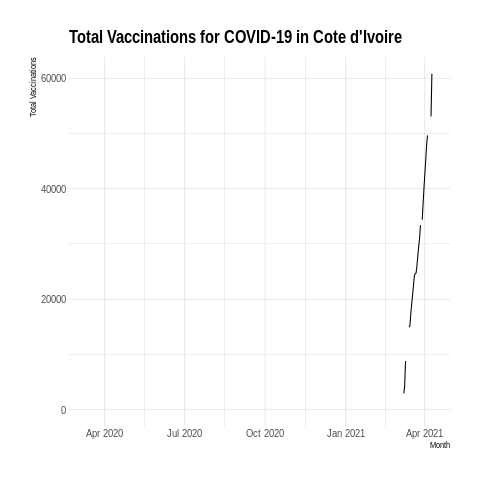 Total Vaccinations for COVID-19 in Cote d'Ivoire
Total Vaccinations
60000
40000
20000
0
Apr 2020 Jul 2020 Oct 2020 Jan 2021 Apr 2021
Month